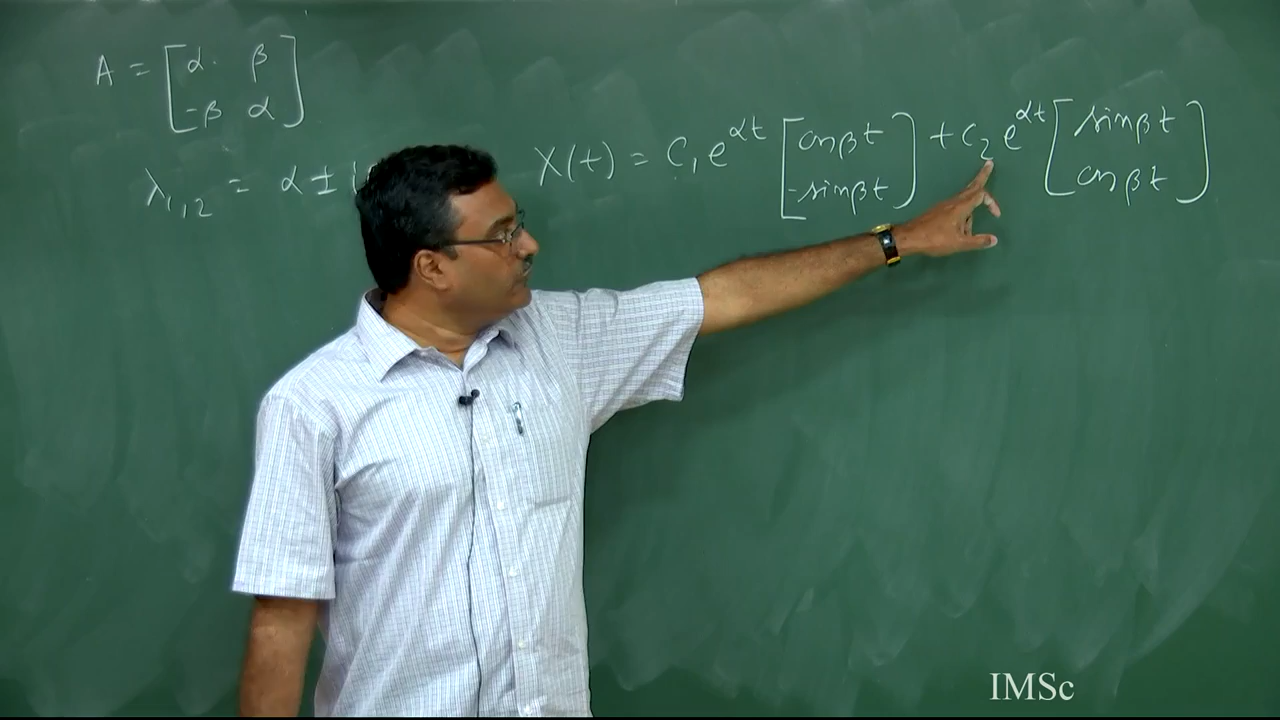 A = [ α β
-β α ]
λ1,2 = α ± i
X(t) = C₁ e^{αt} [ cos βt
-sin βt ] + C₂ e^{αt} [ sin βt
cos βt ]
IMSc